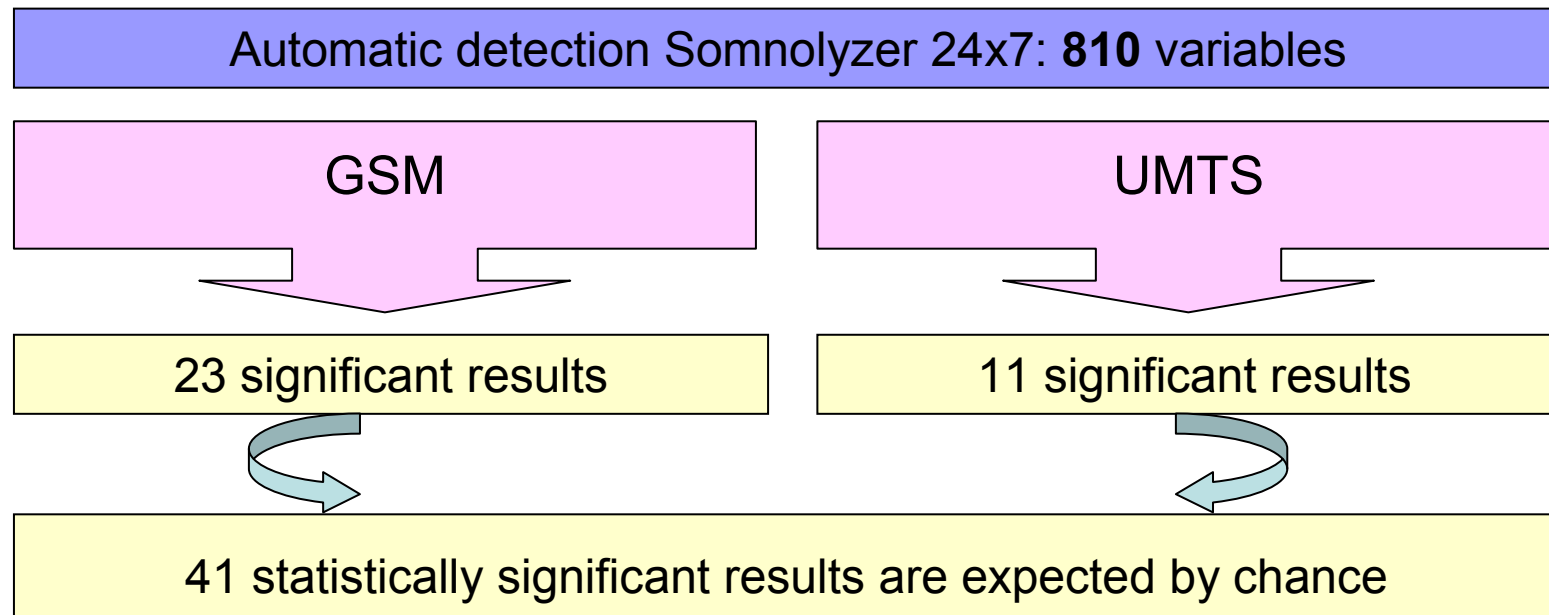 Automatic detection Somnolyzer 24x7: 810 variables
GSM
UMTS
23 significant results
11 significant results
41 statistically significant results are expected by chance